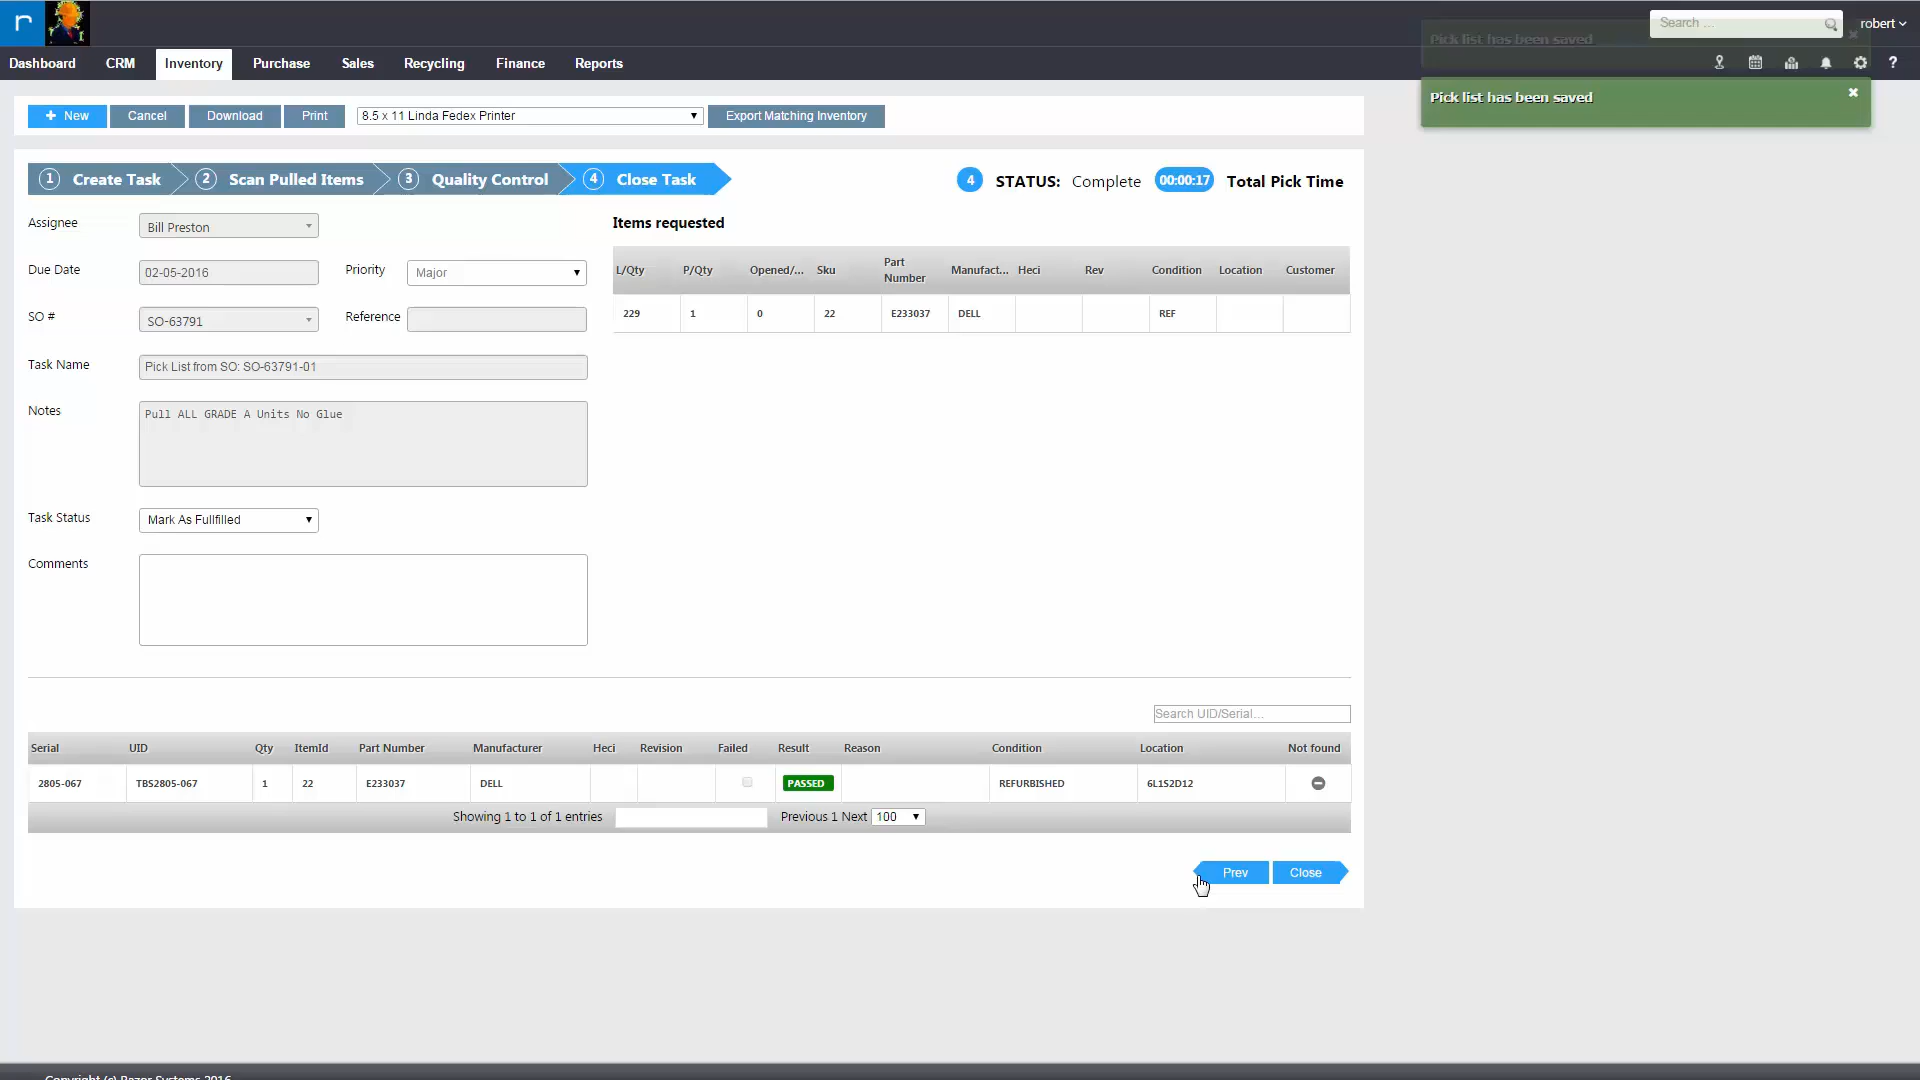 r
Search ...
robert
Pick list has been saved
Dashboard CRM Inventory Purchase Sales Recycling Finance Reports
?
Pick list has been saved
+ New Cancel Download Print 8.5 x 11 Linda Fedex Printer Export Matching Inventory
1 Create Task 2 Scan Pulled Items 3 Quality Control 4 Close Task
4 STATUS: Complete 00:00:17 Total Pick Time
Assignee Bill Preston
Items requested
Due Date 02-05-2016 Priority Major
L/Qty P/Qty Opened/... Sku Part Number Manufact... Heci Rev Condition Location Customer
229 1 0 22 E233037 DELL REF
SO # SO-63791 Reference
Task Name Pick List from SO: SO-63791-01
Notes Pull ALL GRADE A Units No Glue
Task Status Mark As Fullfilled
Comments
Search UID/Serial...
Serial UID Qty ItemId Part Number Manufacturer Heci Revision Failed Result Reason Condition Location Not found
2805-067 TBS2805-067 1 22 E233037 DELL PASSED REFURBISHED 6L1S2D12
Showing 1 to 1 of 1 entries Previous 1 Next 100
Prev Close
Copyright (c) Razor Systems 2016